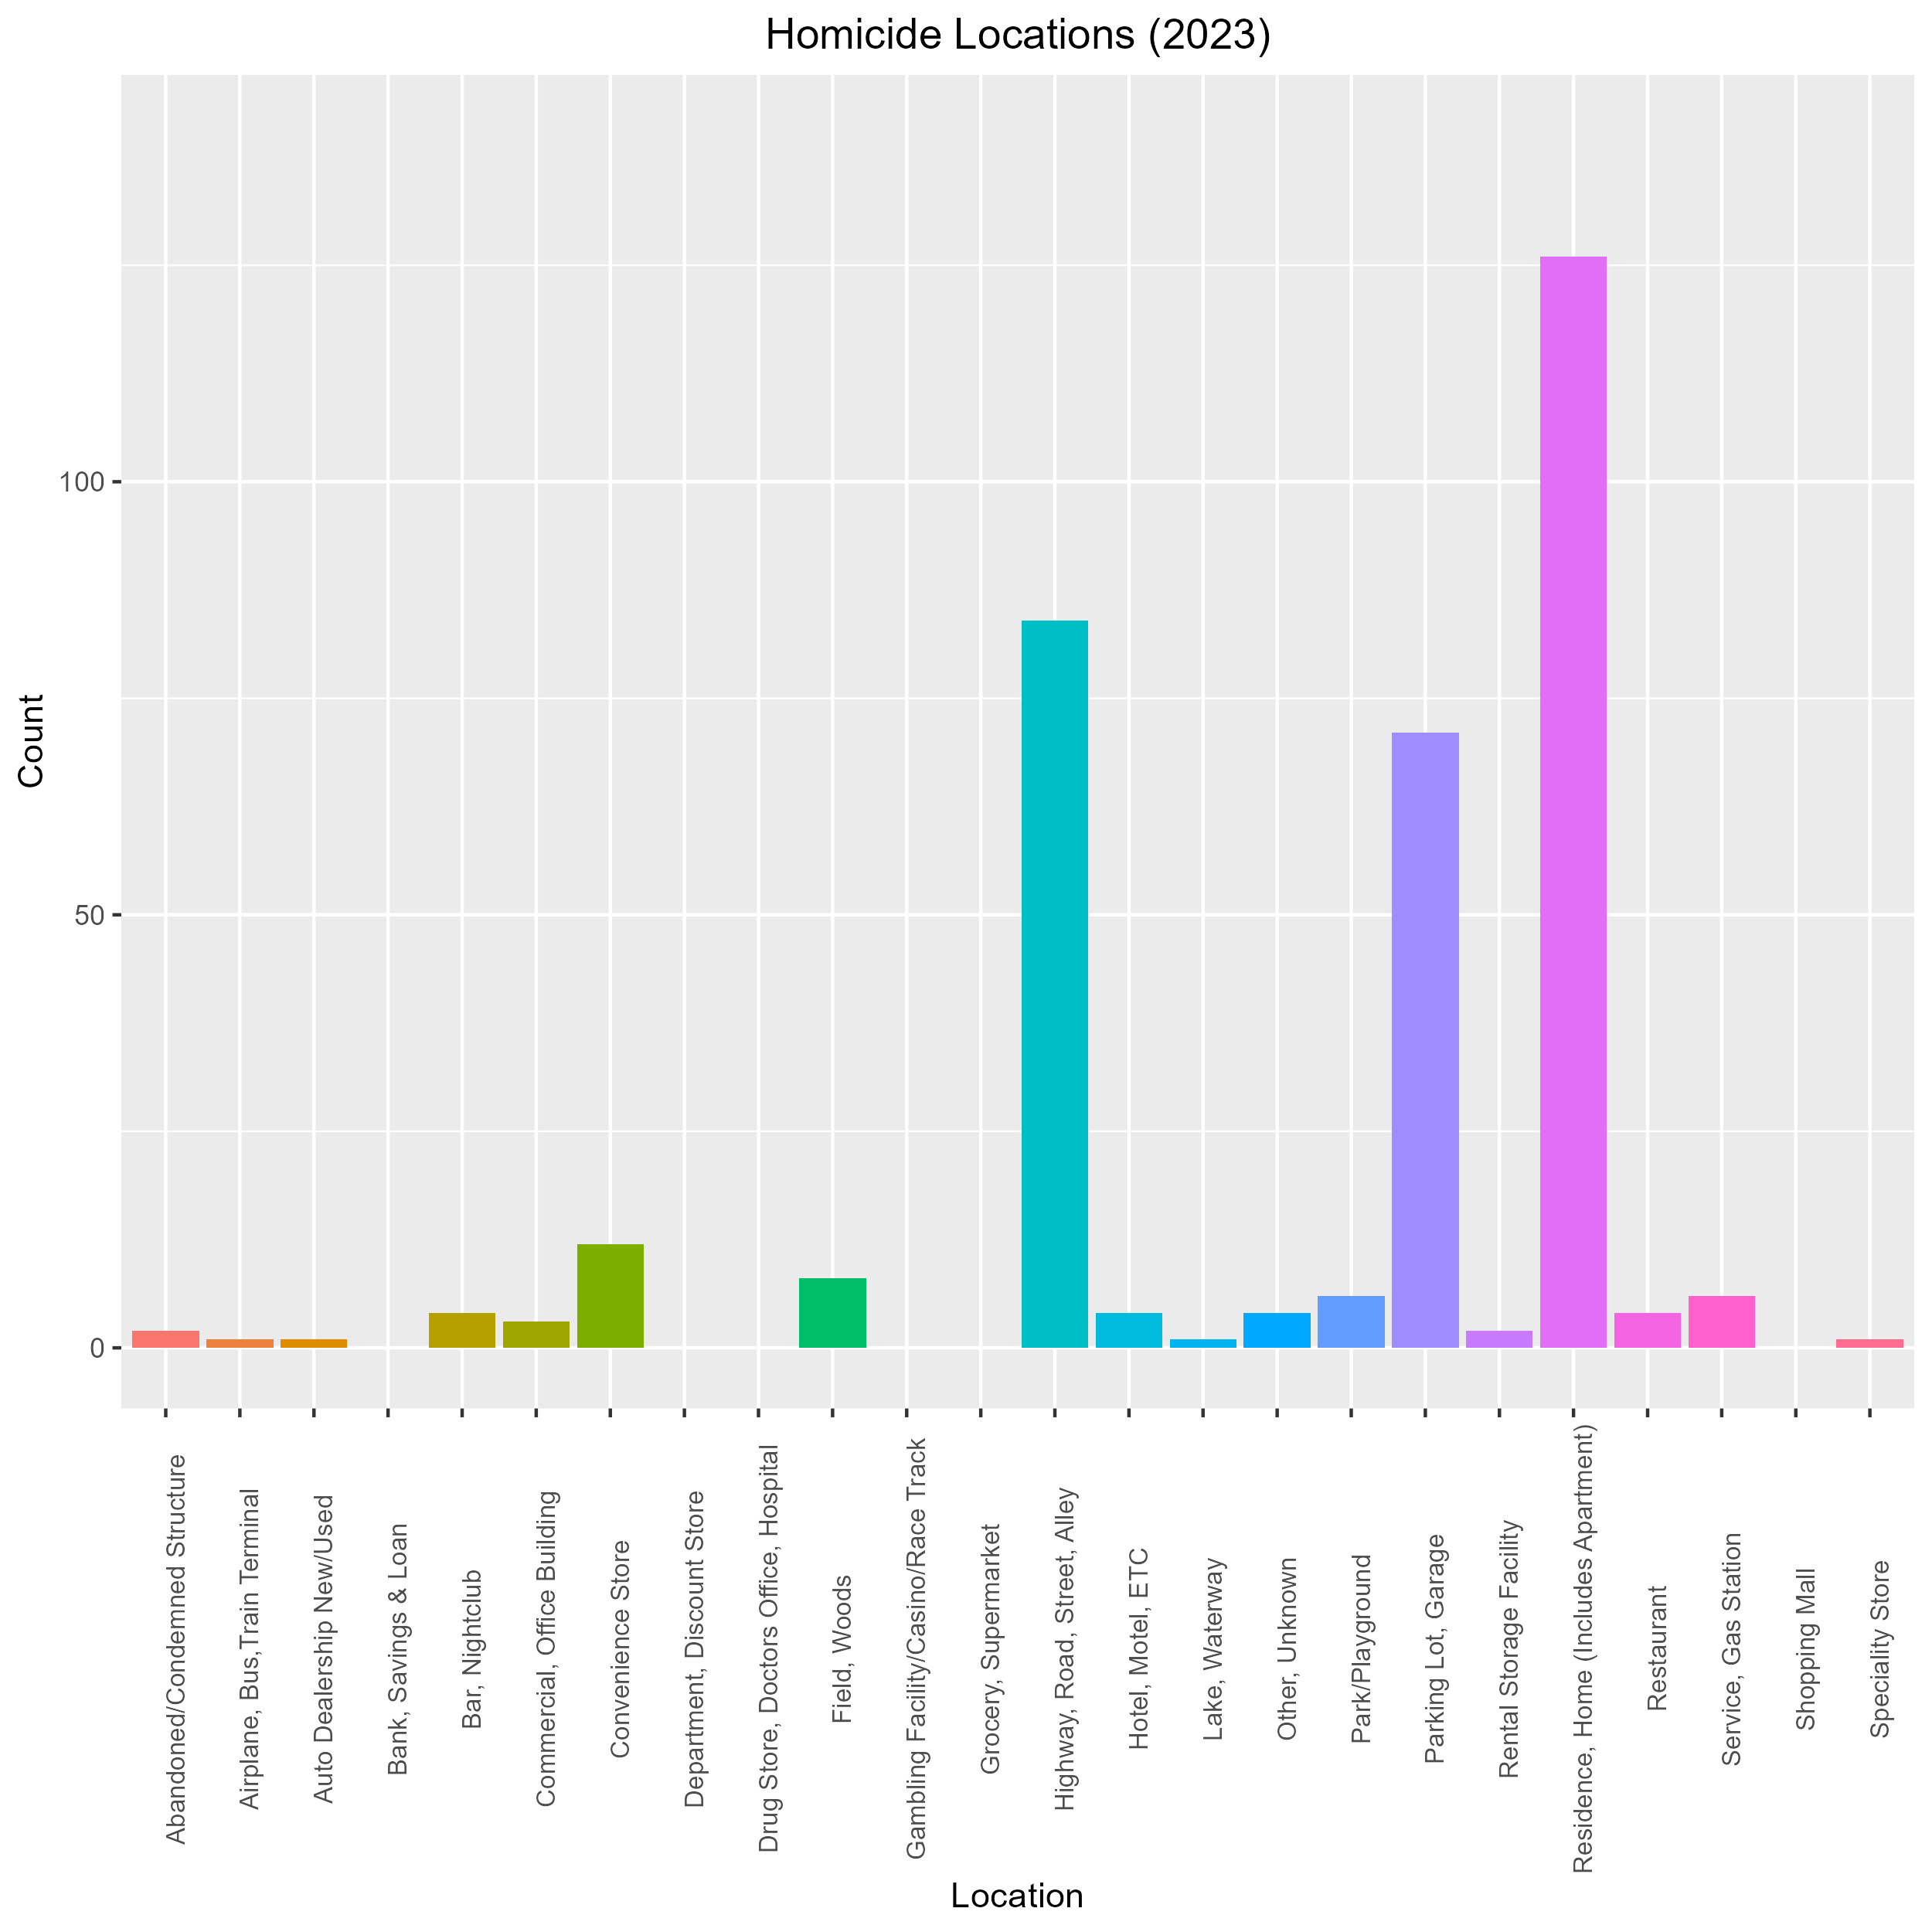 Homicide Locations (2023)
Count
100
50
0
Abandoned/Condemned Structure
Airplane, Bus,Train Terminal
Auto Dealership New/Used
Bank, Savings & Loan
Bar, Nightclub
Commercial, Office Building
Convenience Store
Department, Discount Store
Drug Store, Doctors Office, Hospital
Field, Woods
Gambling Facility/Casino/Race Track
Grocery, Supermarket
Highway, Road, Street, Alley
Hotel, Motel, ETC
Lake, Waterway
Other, Unknown
Park/Playground
Parking Lot, Garage
Rental Storage Facility
Residence, Home (Includes Apartment)
Restaurant
Service, Gas Station
Shopping Mall
Speciality Store
Location